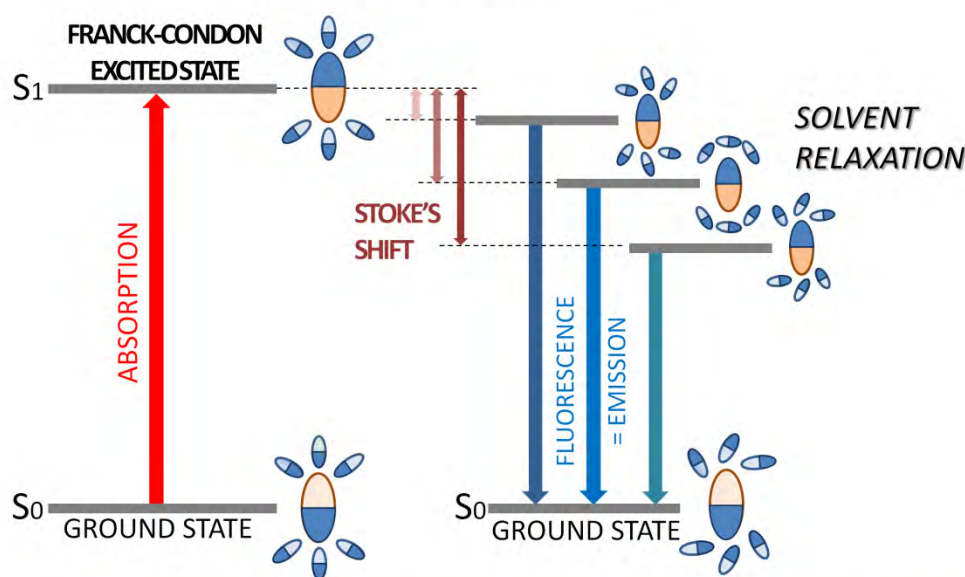 FRANCK-CONDON
EXCITED STATE
S1
SOLVENT
RELAXATION
STOKE'S
SHIFT
ABSORPTION
FLUORESCENCE
= EMISSION
S0
GROUND STATE
S0
GROUND STATE